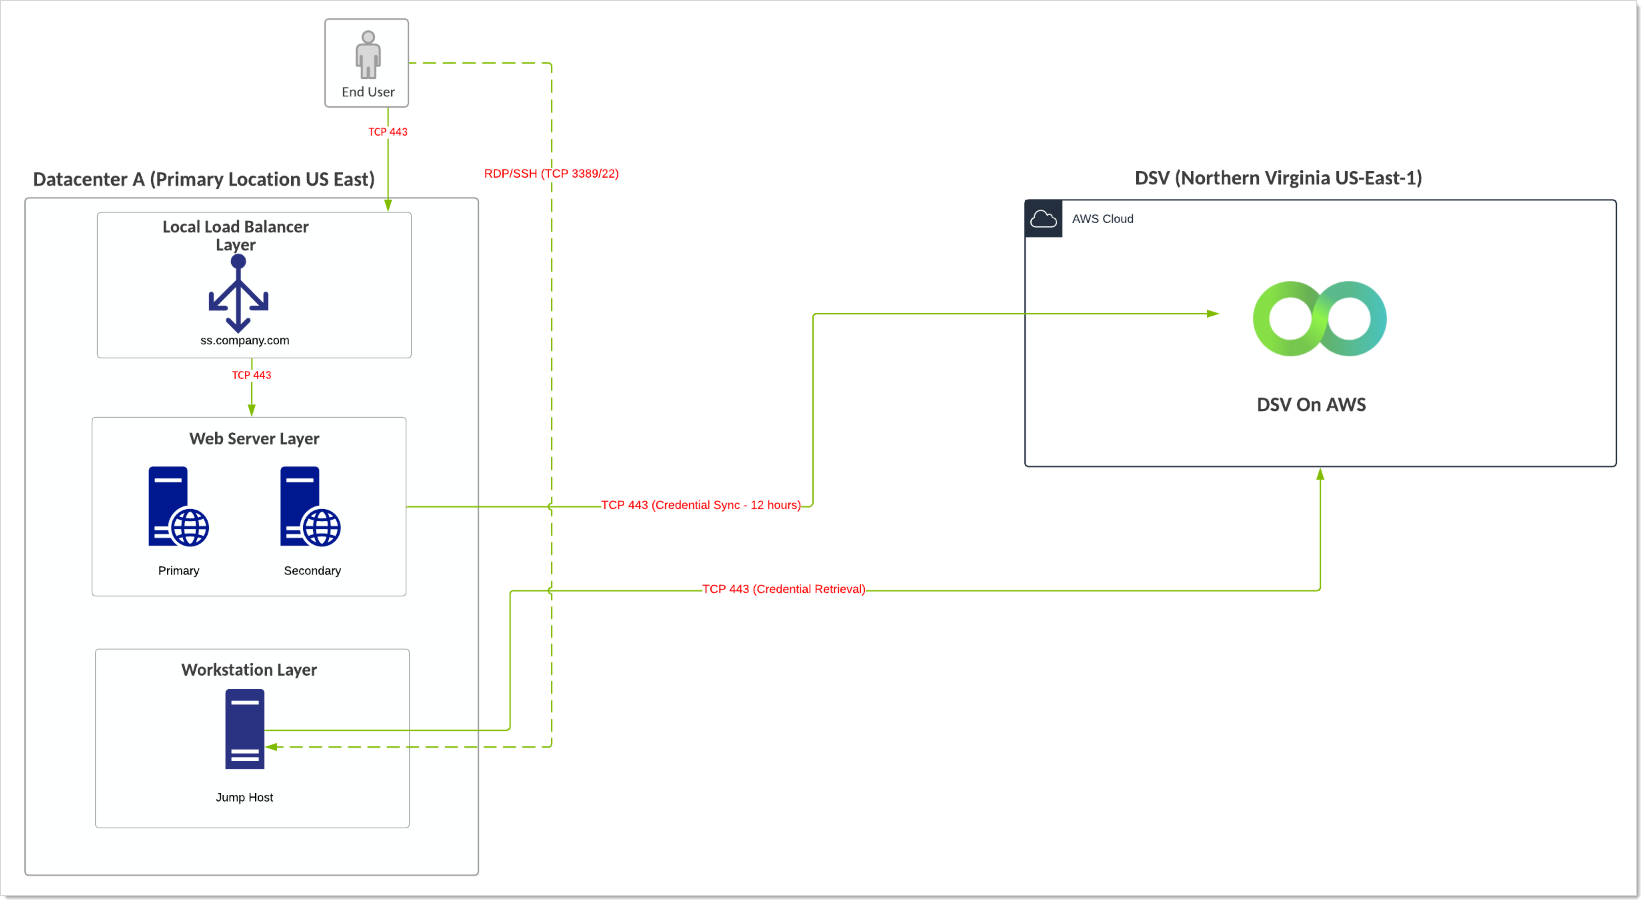 End User
TCP 443
RDP/SSH (TCP 3389/22)
Datacenter A (Primary Location US East)
DSV (Northern Virginia US-East-1)
Local Load Balancer
Layer
ss.company.com
AWS Cloud
DSV On AWS
TCP 443
Web Server Layer
Primary
Secondary
TCP 443 (Credential Sync - 12 hours)
TCP 443 (Credential Retrieval)
Workstation Layer
Jump Host